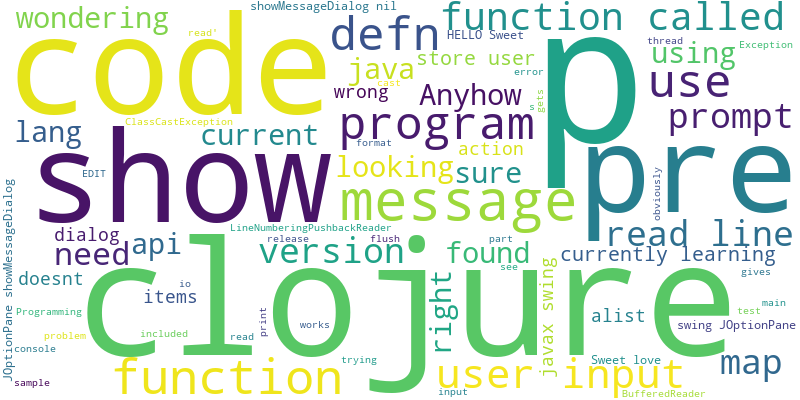 showMessageDialog nil
wondering
read'
code
defn
HELLO Sweet
function called
thread
Exception
store user
using
java
error
cast
p
use
wrong
Anyhow
s
gets
ClassCastException
lang
current
program
format
action
prompt
show
looking
sure
pre
EDIT
message
obviously
JOptionPane showMessageDialog
dialog
need
api
LineNumberingPushbackReader
release
flush
part
version
found
see
read line
currently learning
doesnt
io
items
clojure
right
javax swing
gives
Programming
print
works
alist
test
main
swing JOptionPane
problem
console
included
read
trying
Sweet love
map
sample
function
user input
input
BufferedReader